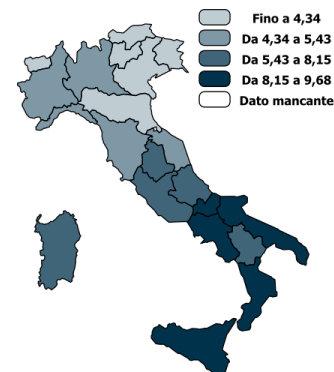 Fino a 4,34
Da 4,34 a 5,43
Da 5,43 a 8,15
Da 8,15 a 9,68
Dato mancante